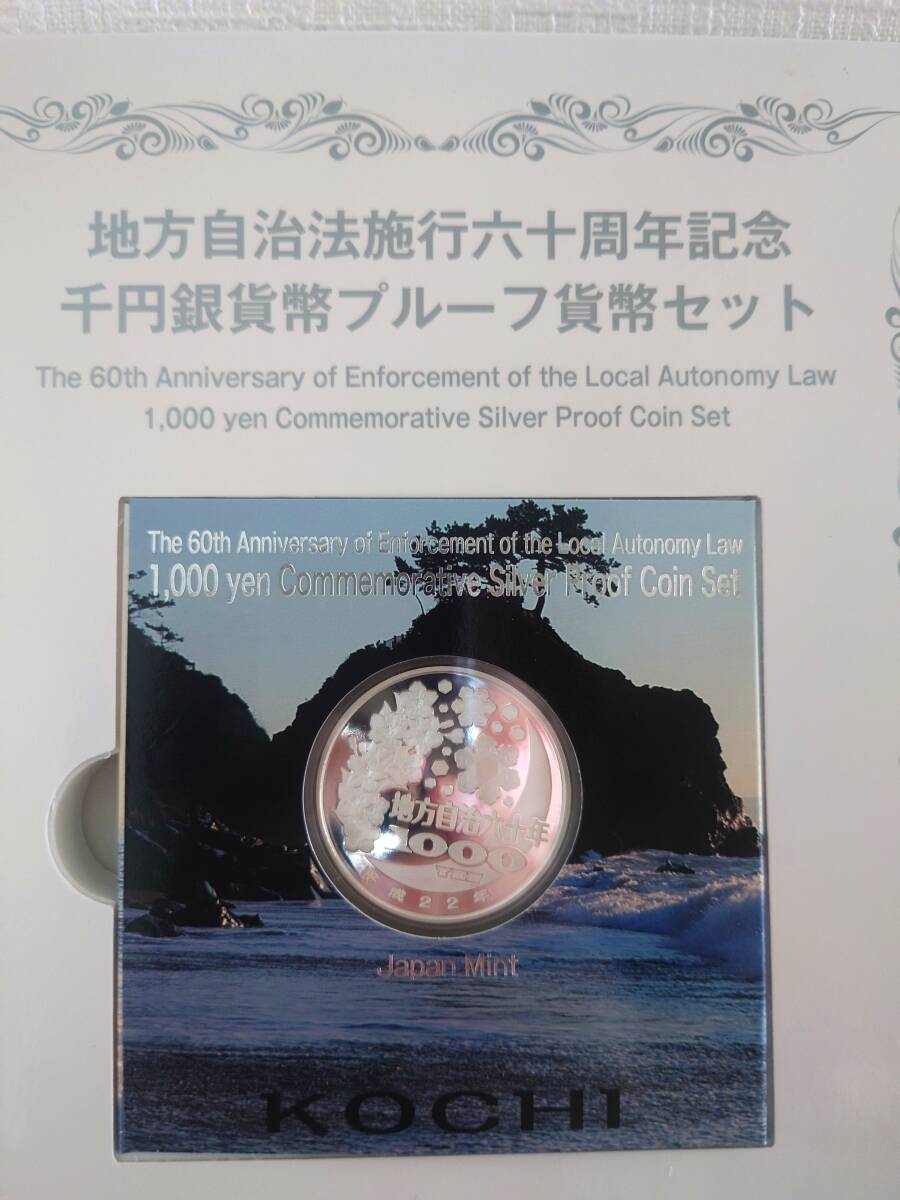 地方自治法施行六十周年記念
千円銀貨幣プルーフ貨幣セット
The 60th Anniversary of Enforcement of the Local Autonomy Law
1,000 yen Commemorative Silver Proof Coin Set
The 60th Anniversary of Enforcement of the Local Autonomy Law
1,000 yen Commemorative Silver Proof Coin Set
地方自治六十年
1000
YEN
平成22年
Japan Mint
KOCHI